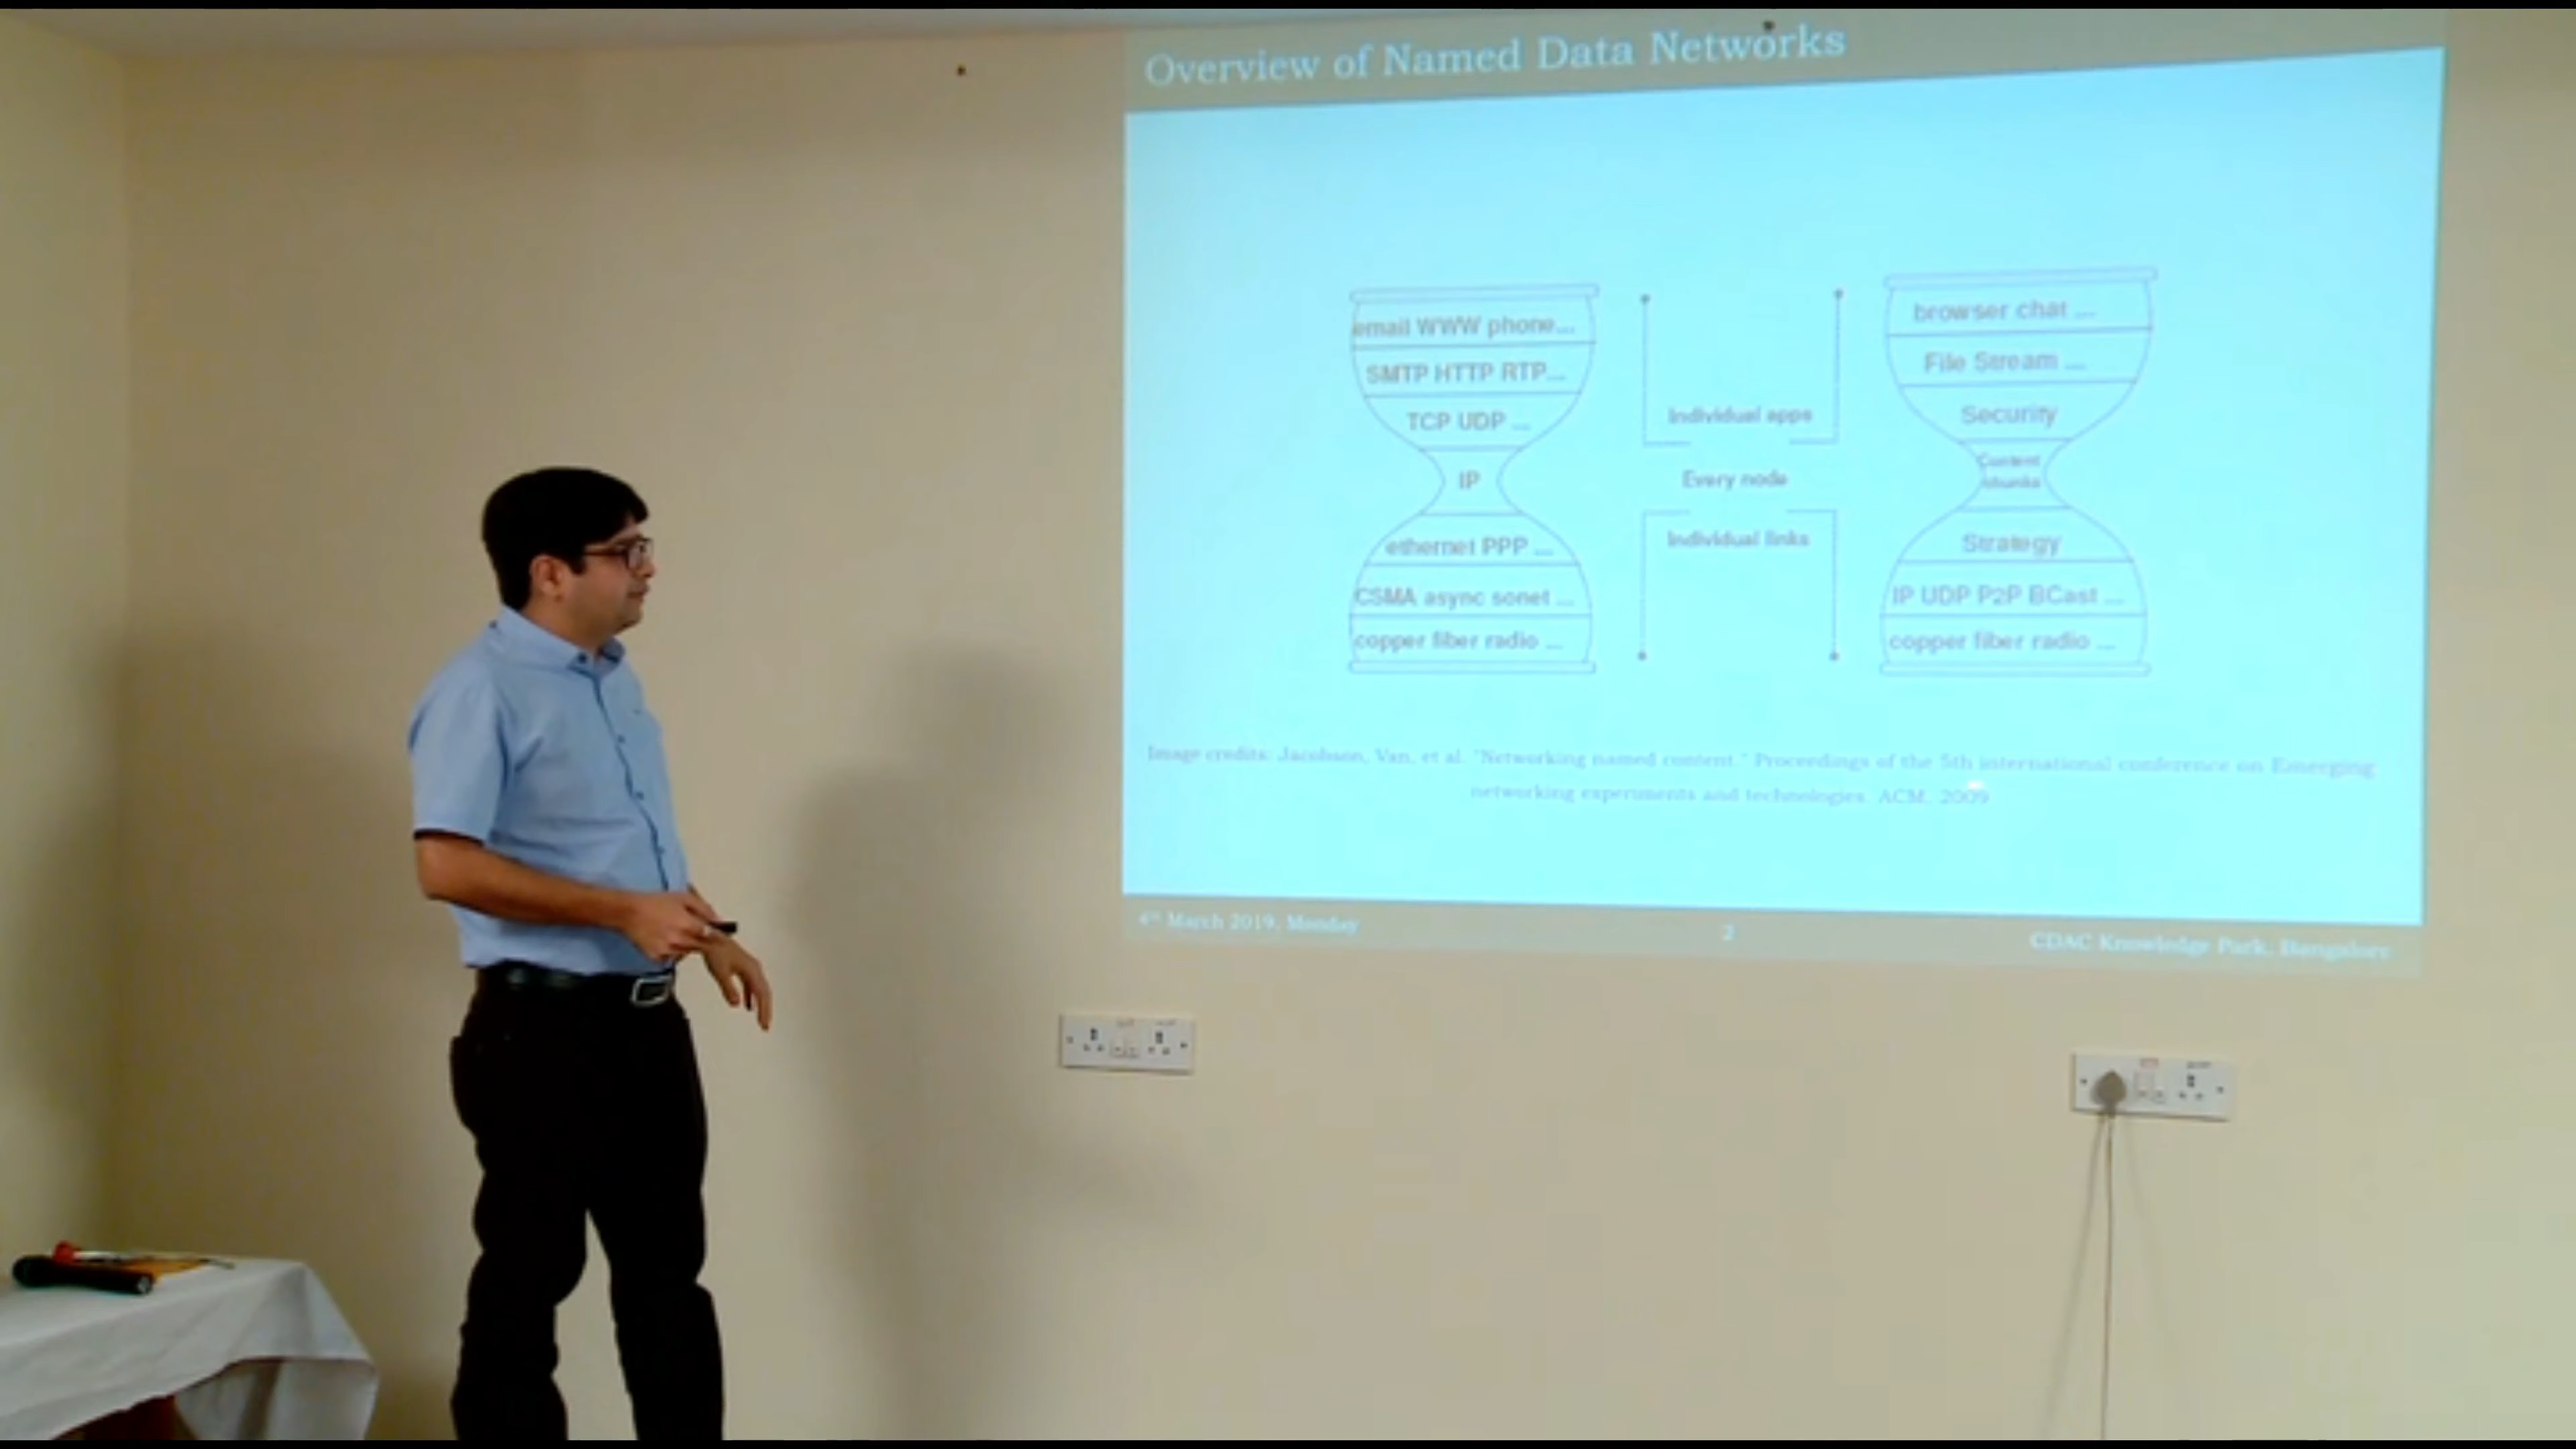 Overview of Named Data Networks
email WWW phone...
SMTP HTTP RTP...
TCP UDP ...
IP
ethernet PPP ...
CSMA async sonet ...
copper fiber radio ...
Individual apps
Every node
Individual links
browser chat ...
File Stream ...
Security
Content
chunks
Strategy
IP UDP P2P BCast ...
copper fiber radio ...
Image credits: Jacobson, Van, et al. "Networking named content." Proceedings of the 5th international conference on Emerging
networking experiments and technologies. ACM, 2009
4th March 2019, Monday
2
CDAC Knowledge Park, Bangalore